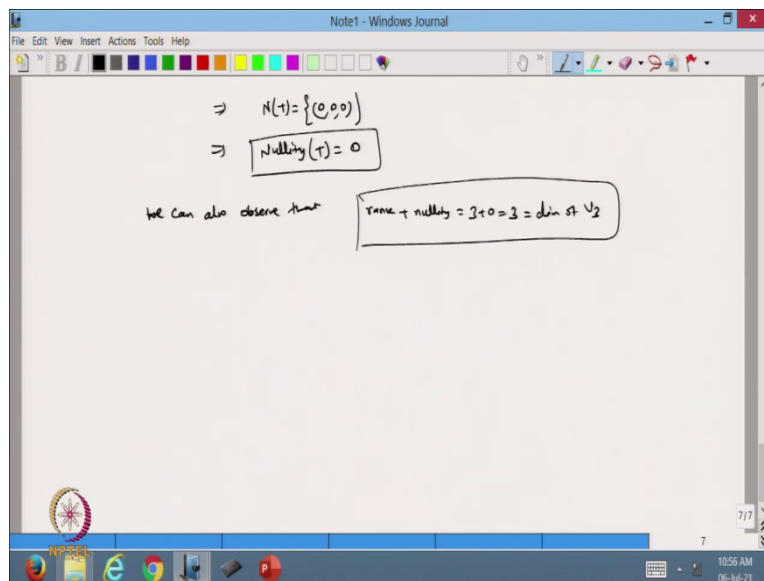 Note1 - Windows Journal
File Edit View Insert Actions Tools Help
B I
⇒ N(T)={(0,0,0)}
⇒ Nullity(T)=0
we can also observe that rank + nullity = 3+0=3 = dim of V3
7/7
7
NPTEL
10:56 AM
06-Jul-21